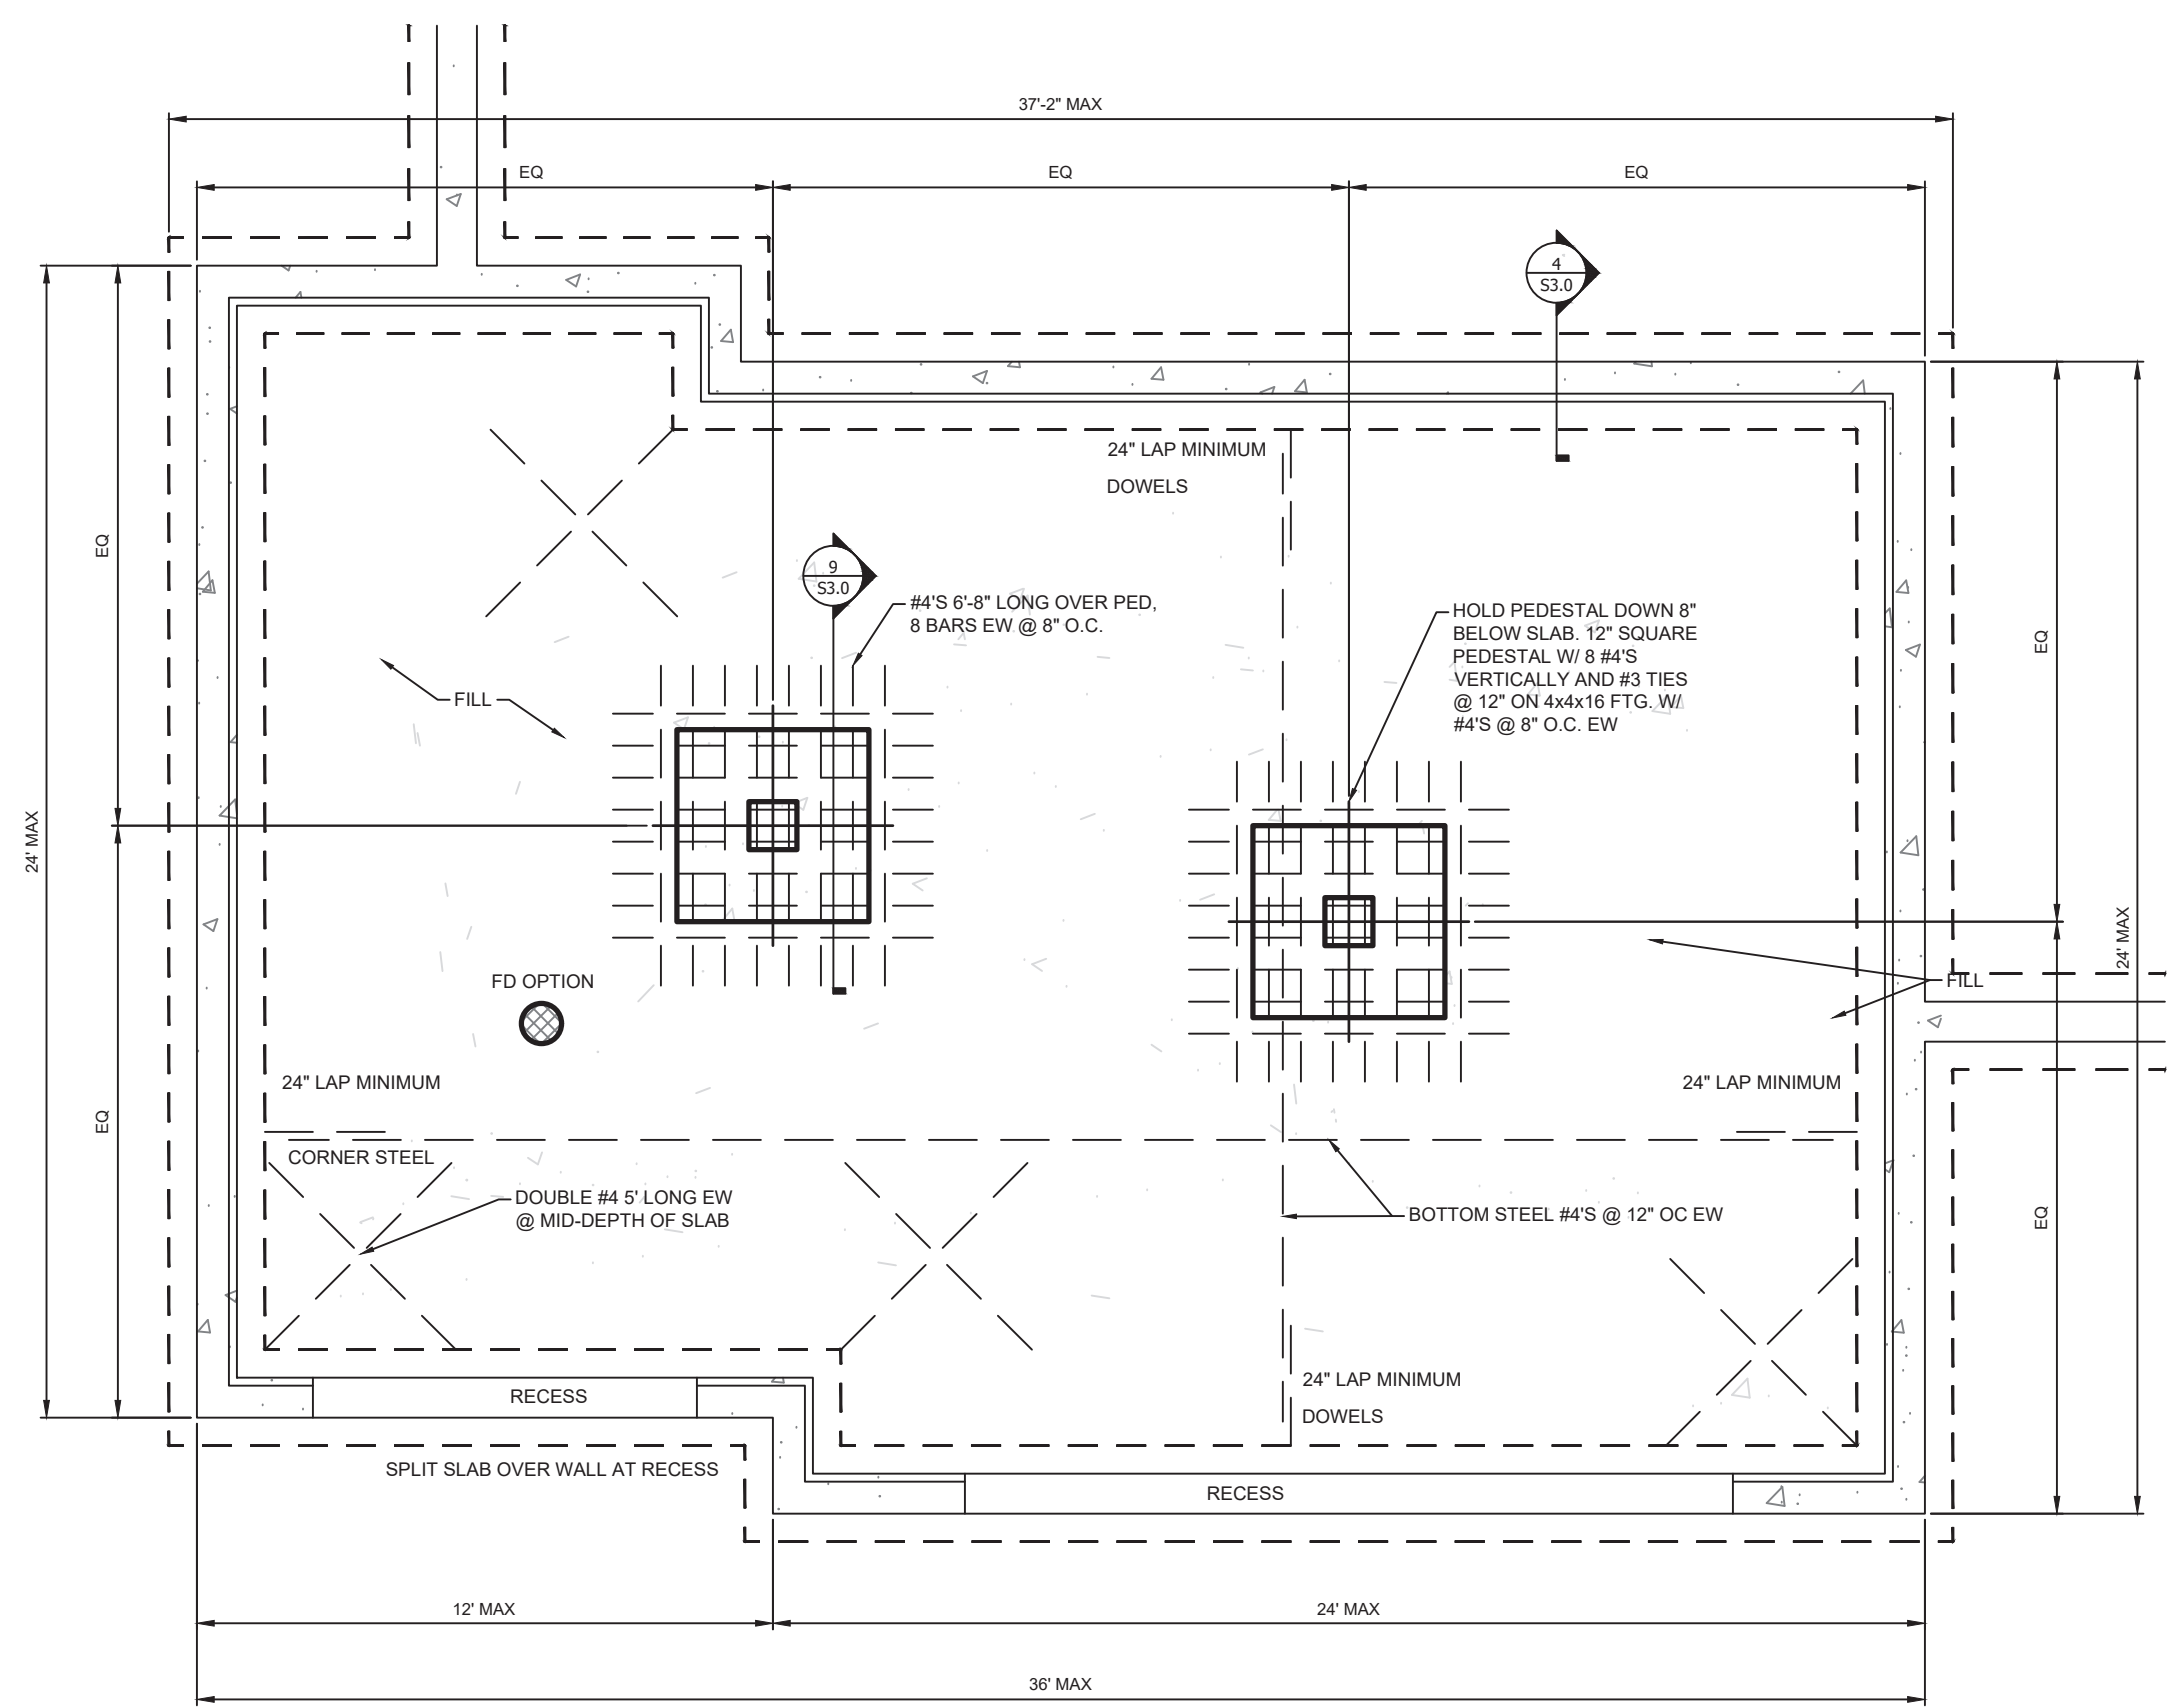 37'-2" MAX
EQ
EQ
EQ
4
S3.0
24" LAP MINIMUM
DOWELS
9
S3.0
#4'S 6'-8" LONG OVER PED,
8 BARS EW @ 8" O.C.
HOLD PEDESTAL DOWN 8"
BELOW SLAB. 12" SQUARE
PEDESTAL W/ 8 #4'S
VERTICALLY AND #3 TIES
@ 12" ON 4x4x16 FTG. W/
#4'S @ 8" O.C. EW
EQ
EQ
FILL
24' MAX
24' MAX
FD OPTION
FILL
24" LAP MINIMUM
24" LAP MINIMUM
EQ
CORNER STEEL
DOUBLE #4 5' LONG EW
@ MID-DEPTH OF SLAB
BOTTOM STEEL #4'S @ 12" OC EW
EQ
24" LAP MINIMUM
DOWELS
RECESS
SPLIT SLAB OVER WALL AT RECESS
RECESS
12' MAX
24' MAX
36' MAX